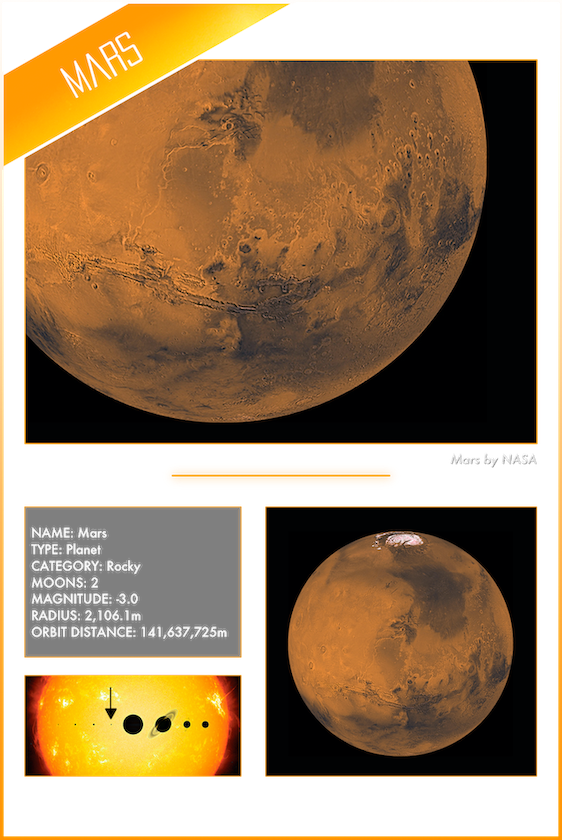 MARS
Mars by NASA
NAME: Mars
TYPE: Planet
CATEGORY: Rocky
MOONS: 2
MAGNITUDE: -3.0
RADIUS: 2,106.1m
ORBIT DISTANCE: 141,637,725m